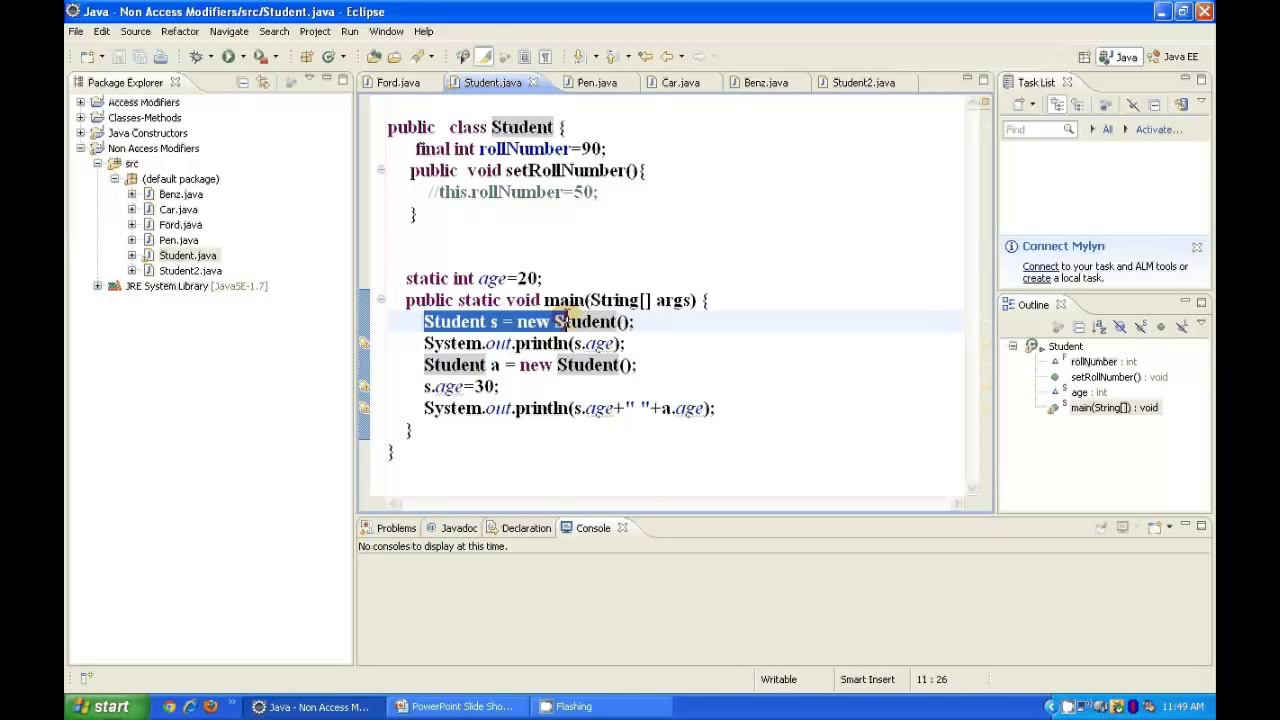 Java - Non Access Modifiers/src/Student.java - Eclipse
File Edit Source Refactor Navigate Search Project Run Window Help
Java Java EE
Package Explorer
Ford.java Student.java Pen.java Car.java Benz.java Student2.java
Task List
Access Modifiers
Classes-Methods
Java Constructors
Non Access Modifiers
src
(default package)
Benz.java
Car.java
Ford.java
Pen.java
Student.java
Student2.java
JRE System Library [JavaSE-1.7]
public class Student {
final int rollNumber=90;
public void setRollNumber(){
//this.rollNumber=50;
}
static int age=20;
public static void main(String[] args) {
Student s = new Student();
System.out.println(s.age);
Student a = new Student();
s.age=30;
System.out.println(s.age+" "+a.age);
}
}
Find All Activate...
Connect Mylyn
Connect to your task and ALM tools or
create a local task.
Outline
Student
rollNumber : int
setRollNumber() : void
age : int
main(String[]) : void
Problems @ Javadoc Declaration Console
No consoles to display at this time.
Writable Smart Insert 11 : 26
start Java - Non Access M... PowerPoint Slide Sho... Flashing 11:49 AM